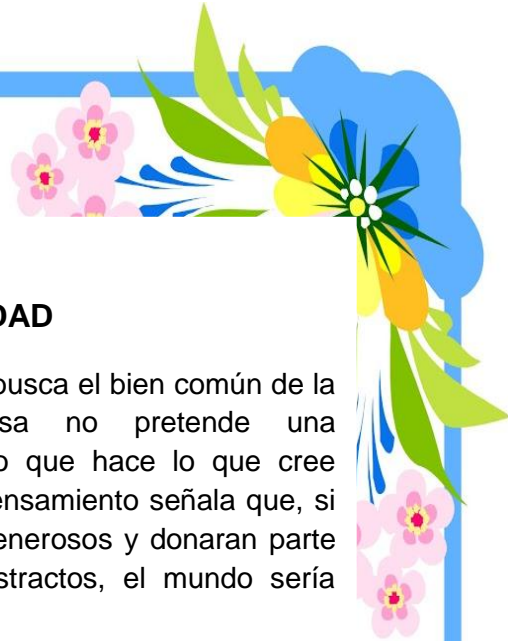 DAD
busca el bien común de la
sa no pretende una
o que hace lo que cree
ensamiento señala que, si
enerosos y donaran parte
stractos, el mundo sería